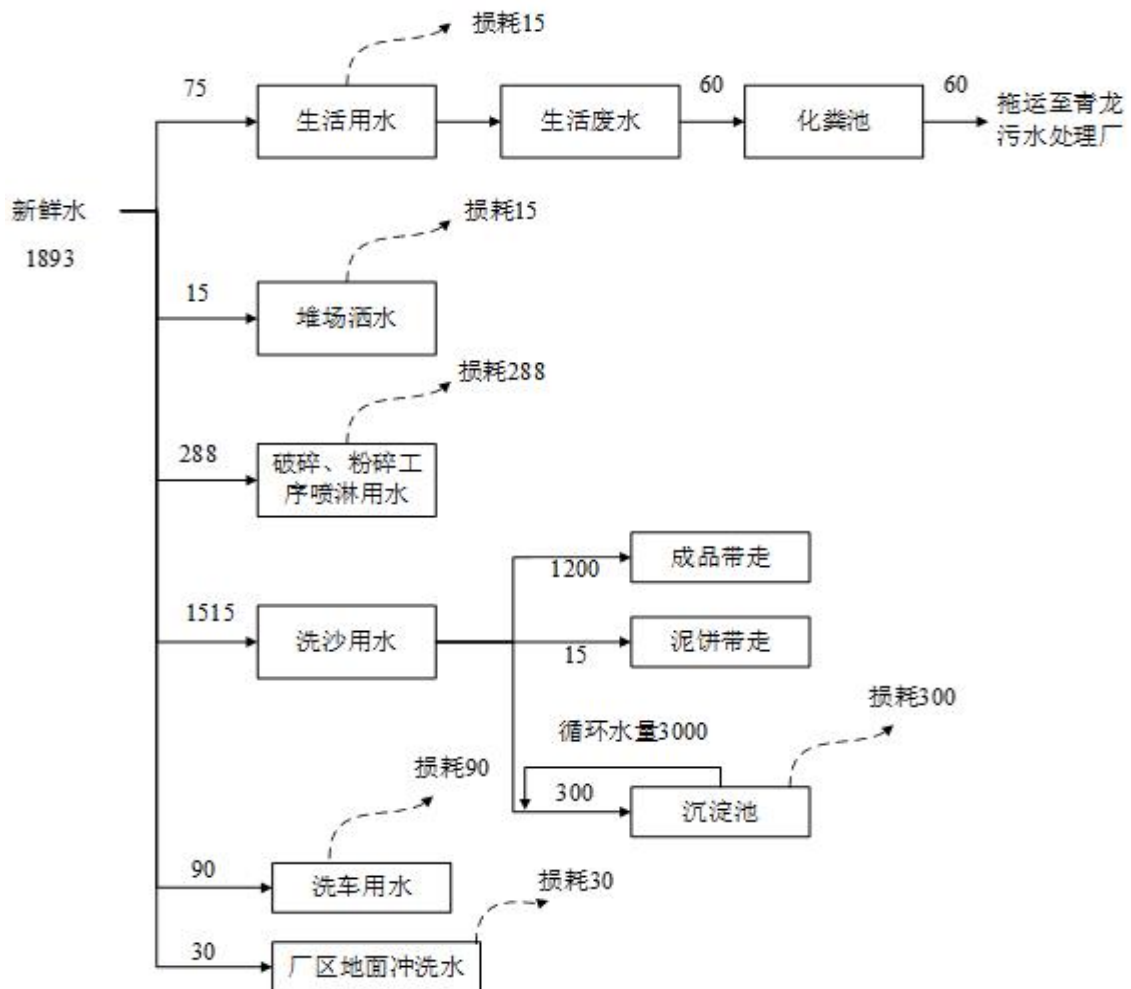 损耗15
75
生活用水
生活废水
60
化粪池
60
拖运至青龙
污水处理厂
新鲜水
1893
损耗15
15
堆场洒水
损耗288
288
破碎、粉碎工
序喷淋用水
1200
成品带走
1515
洗沙用水
15
泥饼带走
损耗300
循环水量3000
300
沉淀池
损耗90
90
洗车用水
损耗30
30
厂区地面冲洗水